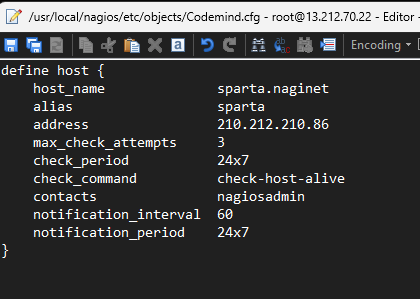 /usr/local/nagios/etc/objects/Codemind.cfg - root@13.212.70.22 - Editor
Encoding
define host {
    host_name              sparta.naginet
    alias                  sparta
    address                210.212.210.86
    max_check_attempts     3
    check_period           24x7
    check_command          check-host-alive
    contacts               nagiosadmin
    notification_interval  60
    notification_period    24x7
}